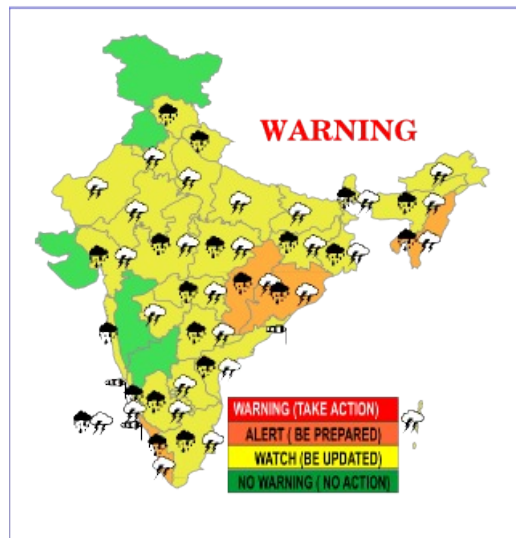 WARNING
WARNING (TAKE ACTION)
ALERT ( BE PREPARED)
WATCH (BE UPDATED)
NO WARNING ( NO ACTION)